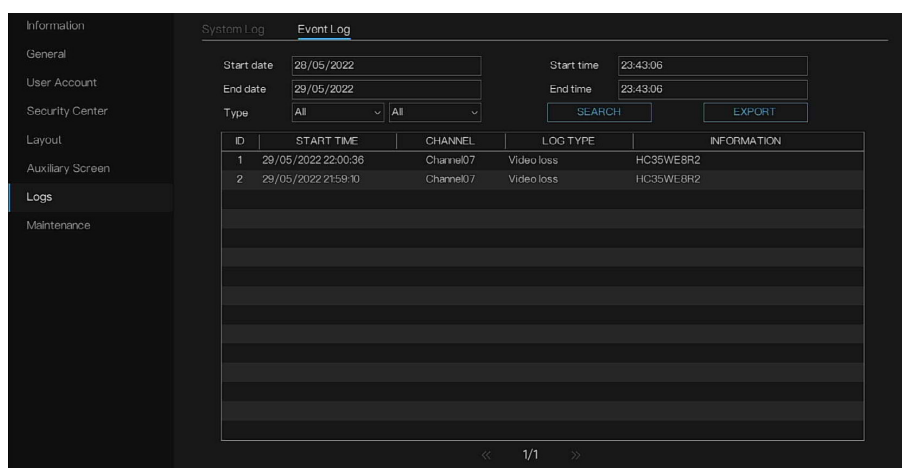 Information
General
User Account
Security Center
Layout
Auxiliary Screen
Logs
Maintenance
System Log Event Log
Start date 28/05/2022 Start time 23:43:06
End date 29/05/2022 End time 23:43:06
Type All All SEARCH EXPORT
ID START TIME CHANNEL LOG TYPE INFORMATION
1 29/05/2022 22:00:36 Channel07 Video loss HC35WE8R2
2 29/05/2022 21:59:10 Channel07 Video loss HC35WE8R2
1/1